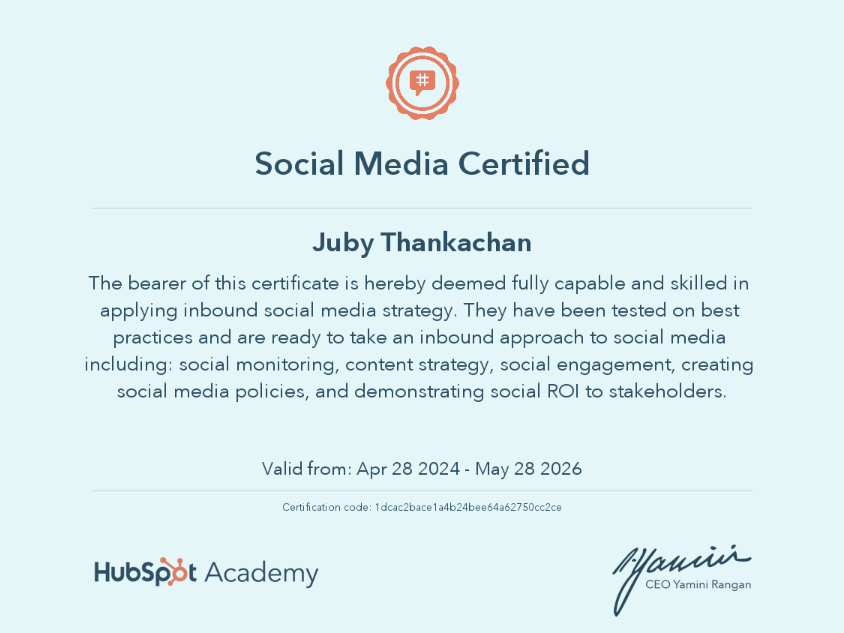 #
Social Media Certified
Juby Thankachan
The bearer of this certificate is hereby deemed fully capable and skilled in
applying inbound social media strategy. They have been tested on best
practices and are ready to take an inbound approach to social media
including: social monitoring, content strategy, social engagement, creating
social media policies, and demonstrating social ROI to stakeholders.
Valid from: Apr 28 2024 - May 28 2026
Certification code: 1dcac2bace1a4b24bee64a62750cc2ce
HubSpot Academy
Yamini
CEO Yamini Rangan